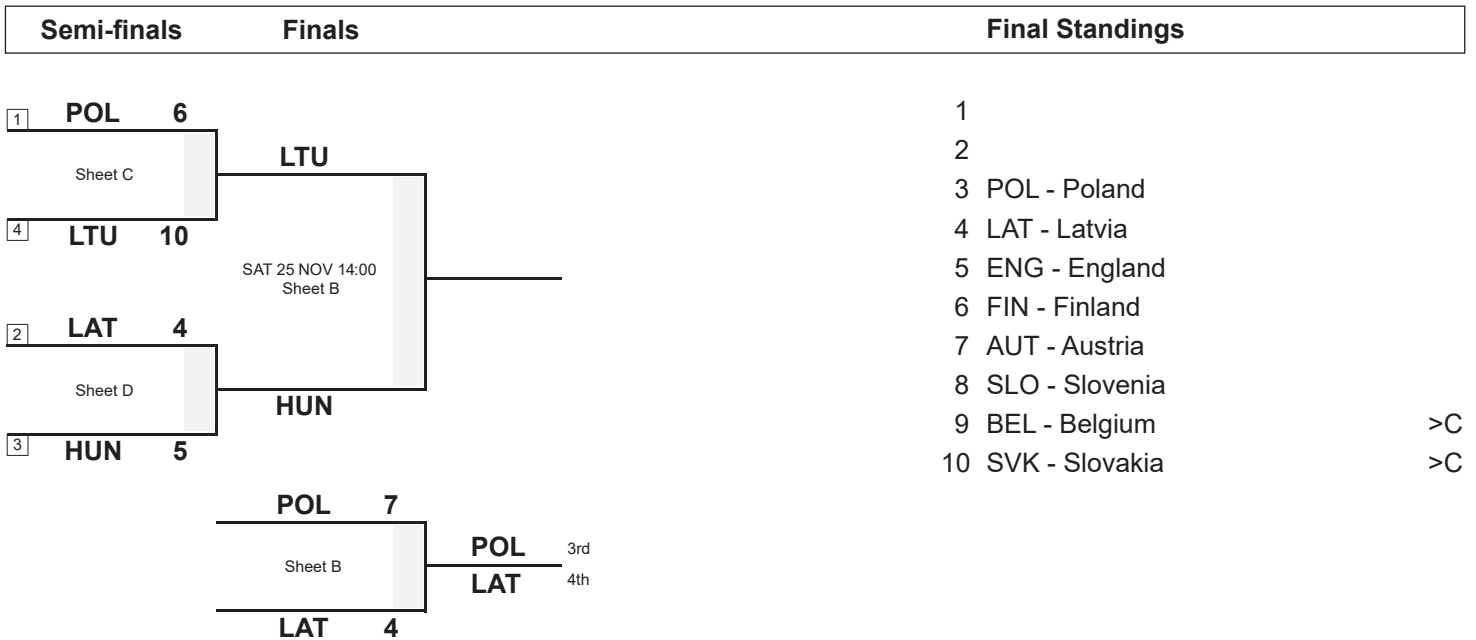 Semi-finals Finals Final Standings
1 POL 6
Sheet C
4 LTU 10
LTU
SAT 25 NOV 14:00
Sheet B
2 LAT 4
Sheet D
3 HUN 5
HUN
POL 7
Sheet B
LAT 4
POL 3rd
LAT 4th
1
2
3 POL - Poland
4 LAT - Latvia
5 ENG - England
6 FIN - Finland
7 AUT - Austria
8 SLO - Slovenia
9 BEL - Belgium >C
10 SVK - Slovakia >C